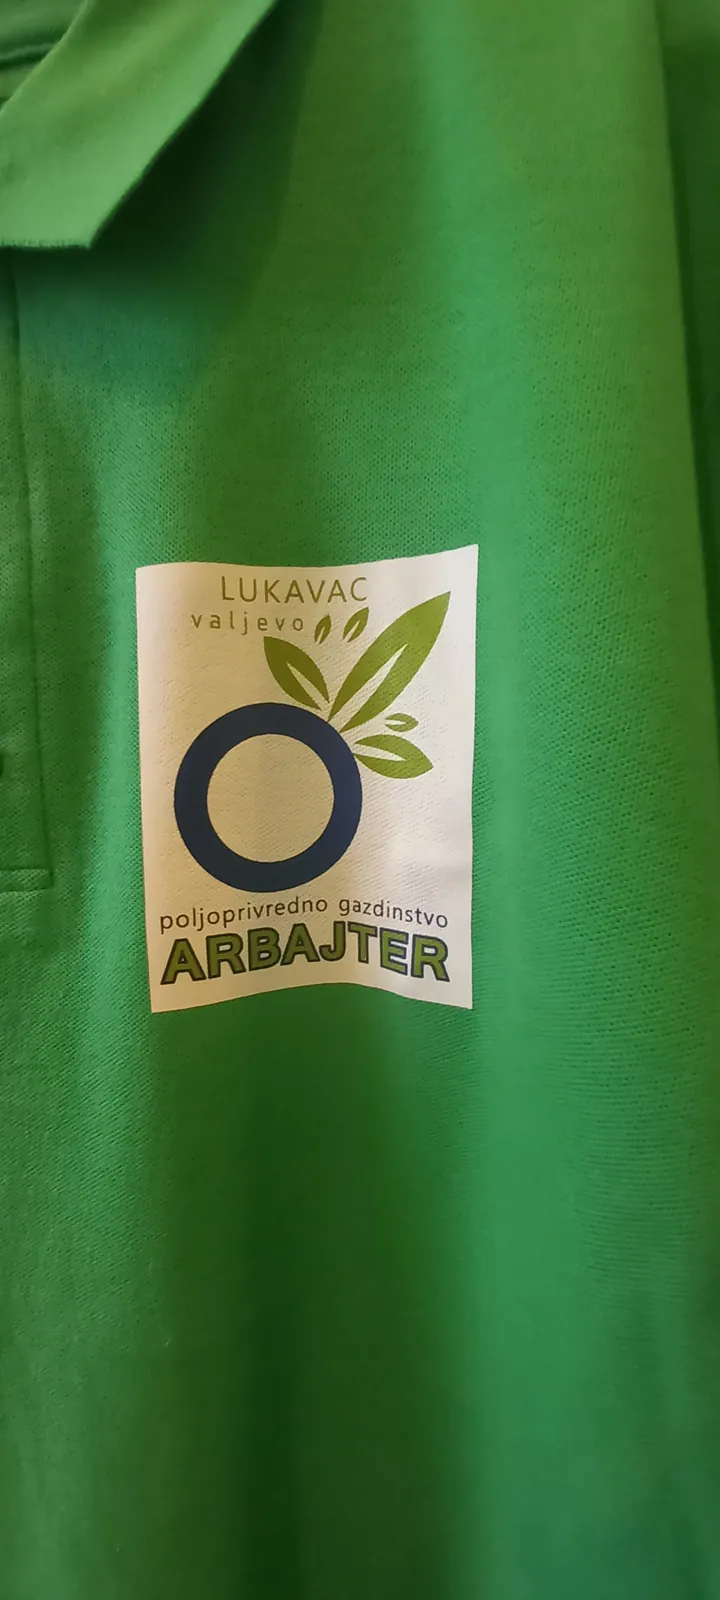 LUKAVAC
valjevo
poljoprivredno gazdinstvo
ARBAJTER